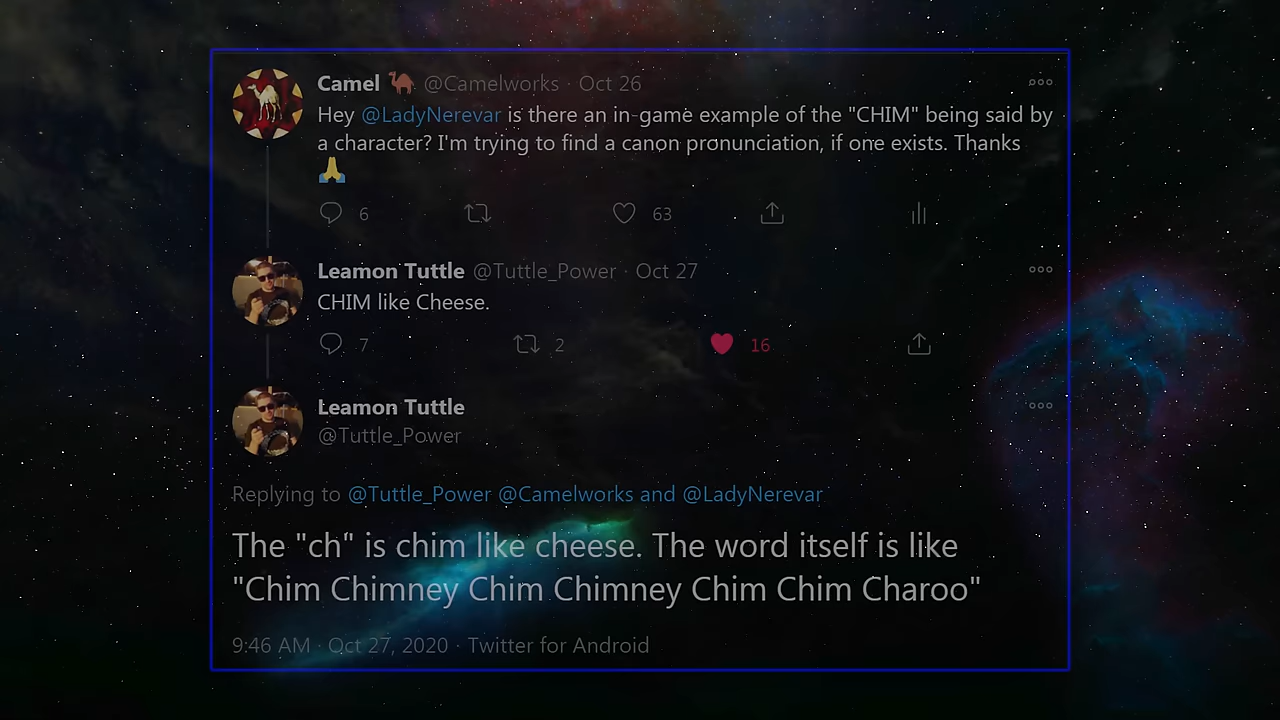 Camel 🐪 @Camelworks · Oct 26
Hey @LadyNerevar is there an in-game example of the "CHIM" being said by
a character? I'm trying to find a canon pronunciation, if one exists. Thanks
🙏
6 63
Leamon Tuttle @Tuttle_Power · Oct 27
CHIM like Cheese.
7 2 16
Leamon Tuttle
@Tuttle_Power
Replying to @Tuttle_Power @Camelworks and @LadyNerevar
The "ch" is chim like cheese. The word itself is like
"Chim Chimney Chim Chimney Chim Chim Charoo"
9:46 AM · Oct 27, 2020 · Twitter for Android